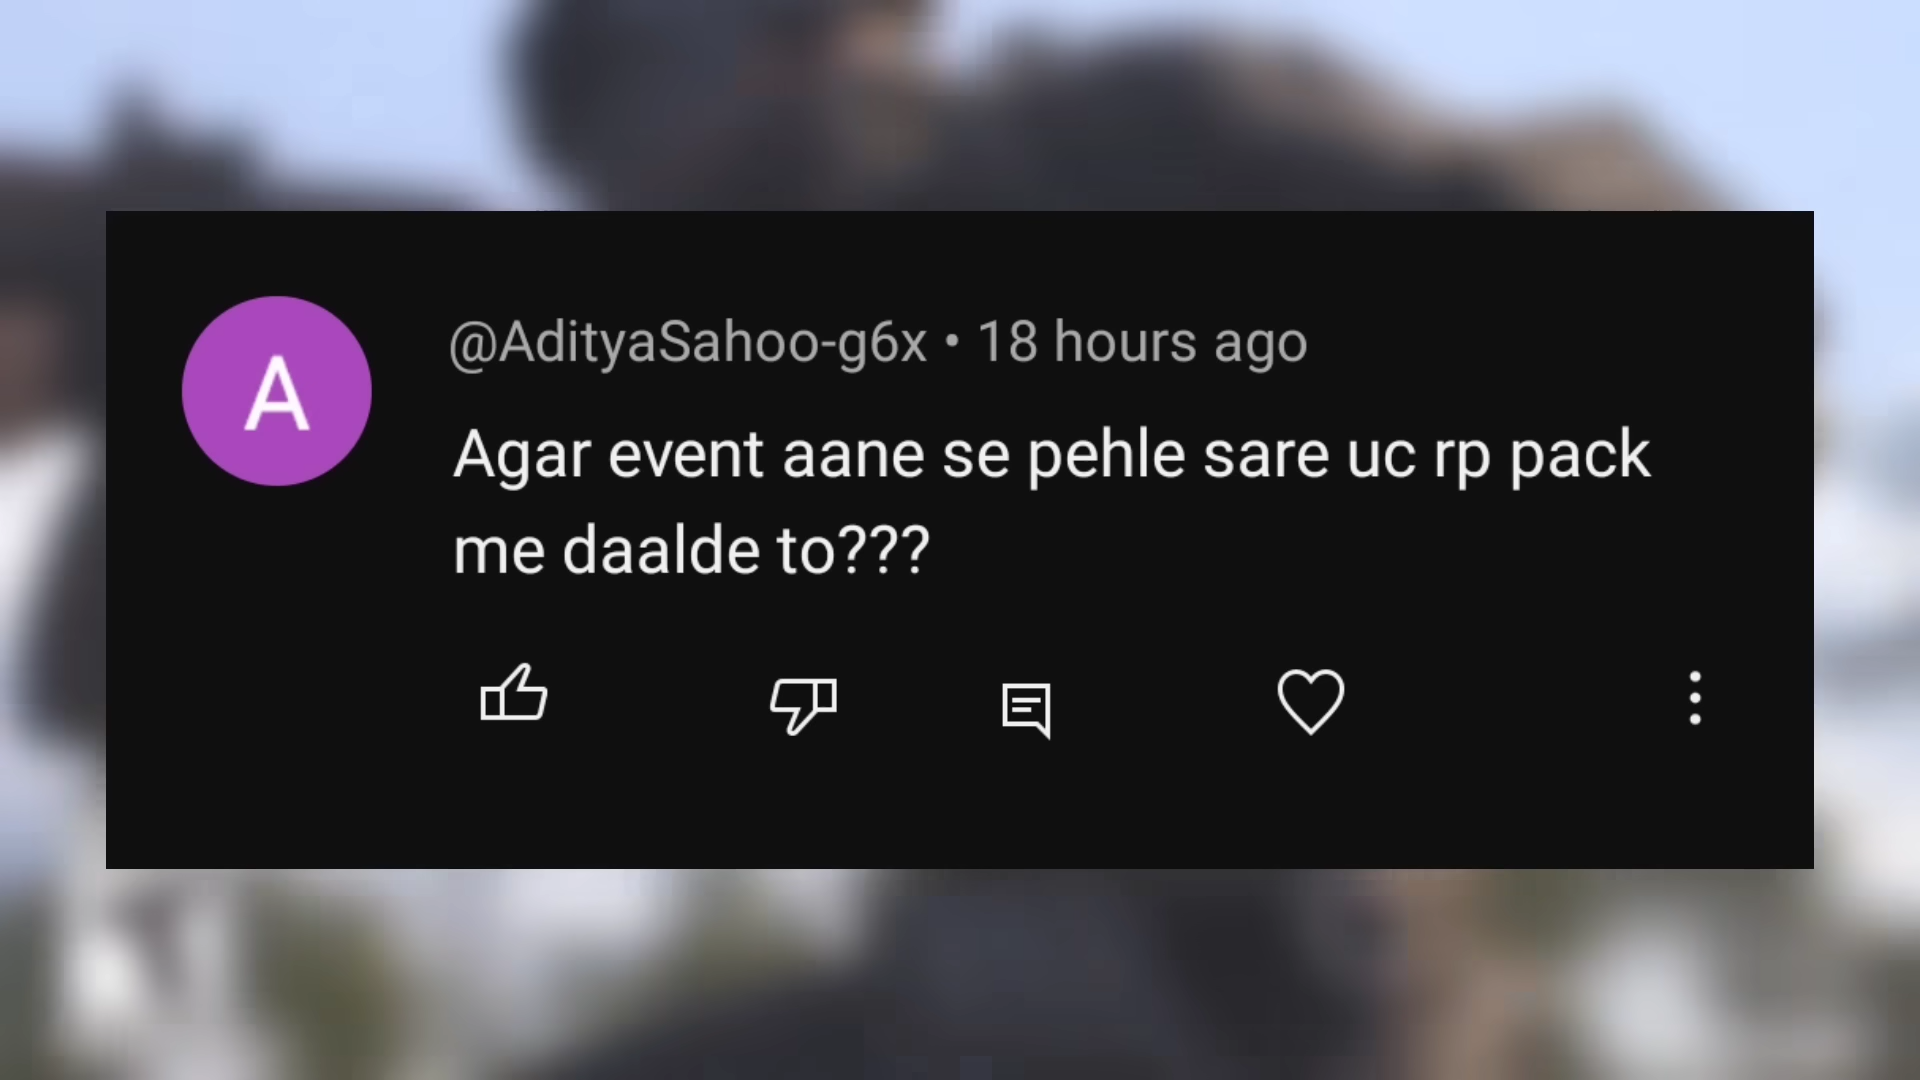 A
@AdityaSahoo-g6x • 18 hours ago
Agar event aane se pehle sare uc rp pack
me daalde to???